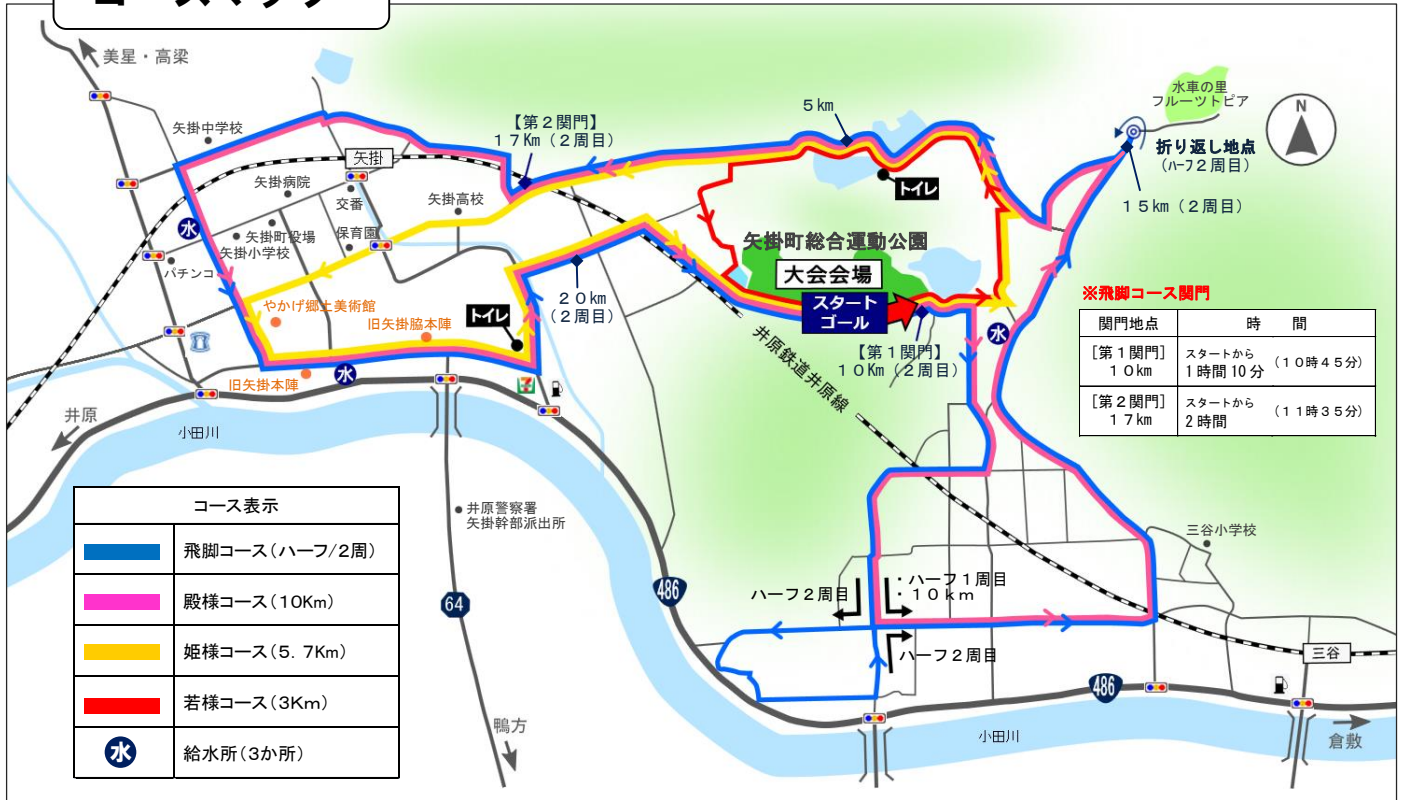 コースマップ
美星・高梁
矢掛中学校
矢掛
【第２関門】
１７Km（２周目）
５km
水車の里
フルーツトピア
N
折り返し地点
（ハーフ２周目）
１５km（２周目）
矢掛病院
交番
矢掛高校
トイレ
水
矢掛町役場
保育園
矢掛小学校
パチンコ
矢掛町総合運動公園
大会会場
スタート
ゴール
やかげ郷土美術館
旧矢掛脇本陣
トイレ
２０km
（２周目）
水
【第１関門】
１０Km（２周目）
旧矢掛本陣
水
井原鉄道井原線
※飛脚コース関門
関門地点 時 間
［第１関門］ スタートから （１０時４５分）
１０km １時間１０分
［第２関門］ スタートから （１１時３５分）
１７km ２時間
井原
小田川
コース表示
飛脚コース（ハーフ/２周）
殿様コース（１０Km）
姫様コース（５．７Km）
若様コース（３Km）
水 給水所（３か所）
井原警察署
矢掛幹部派出所
64
486
三谷小学校
ハーフ２周目
・ハーフ１周目
・１０ｋｍ
ハーフ２周目
三谷
486
鴨方
小田川
倉敷